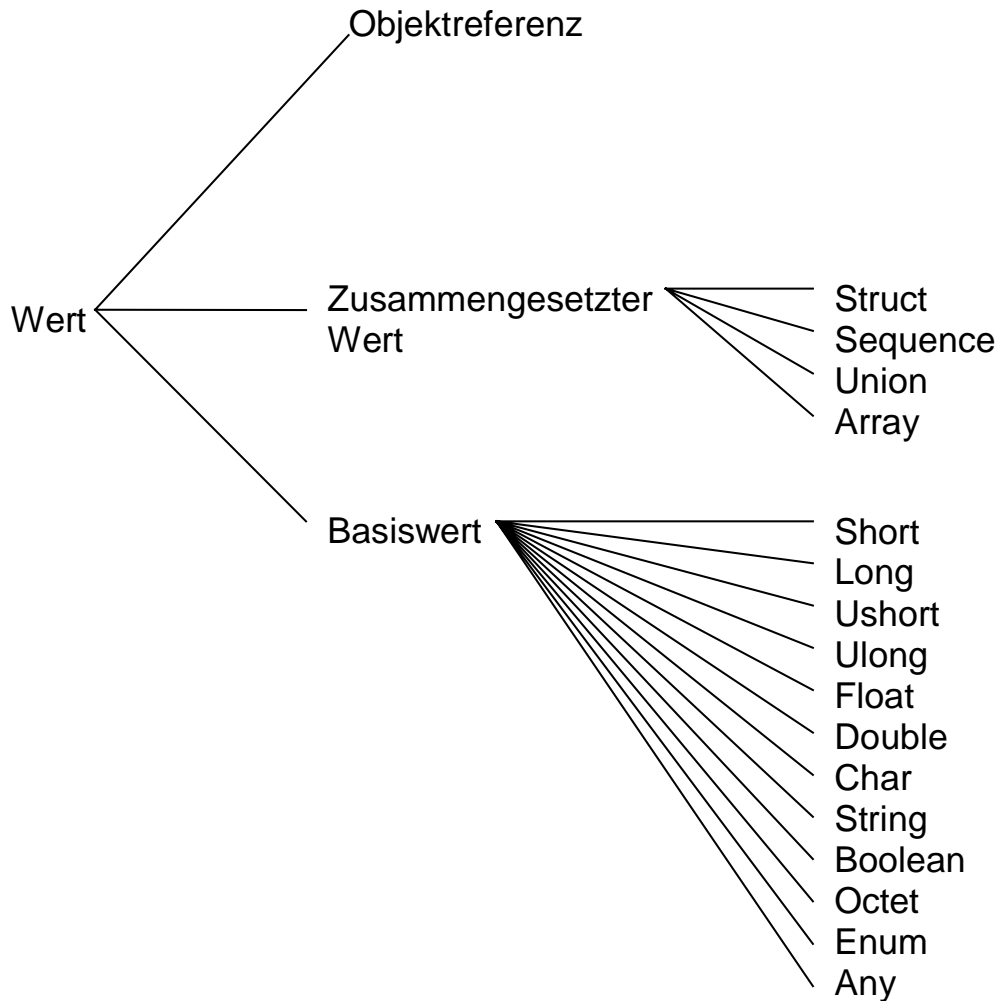 Objektreferenz
Wert
Zusammengesetzter
Wert
Struct
Sequence
Union
Array
Basiswert
Short
Long
Ushort
Ulong
Float
Double
Char
String
Boolean
Octet
Enum
Any